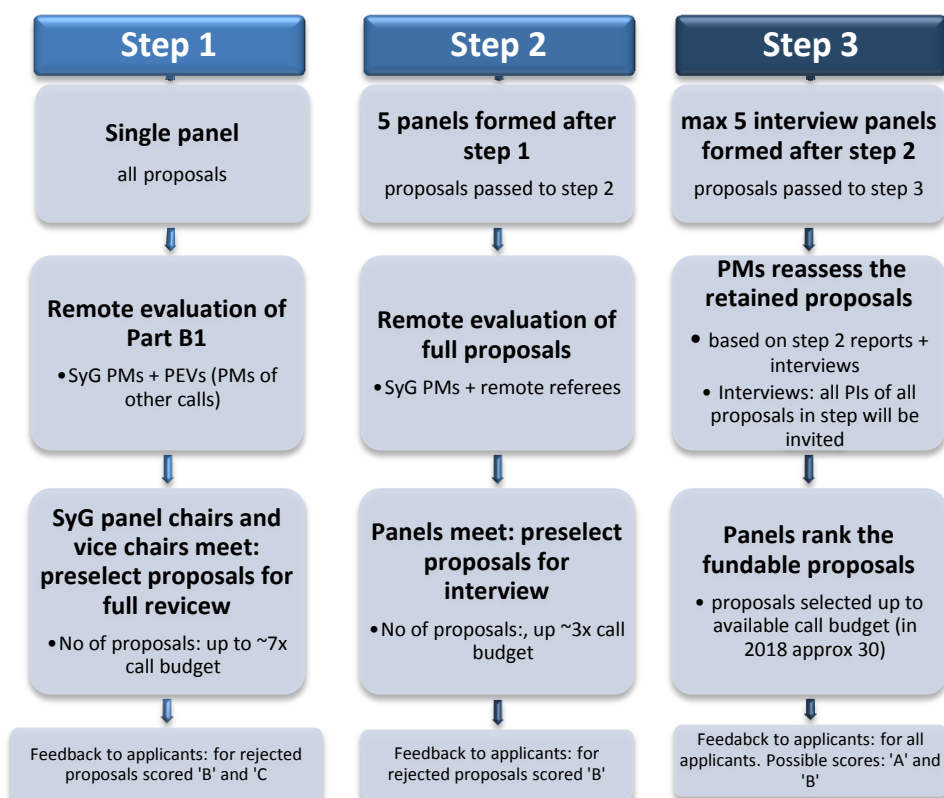 Step 1
Single panel
all proposals
Remote evaluation of
Part B1
•SyG PMs + PEVs (PMs of
other calls)
SyG panel chairs and
vice chairs meet:
preselect proposals for
full revicew
•No of proposals: up to ~7x
call budget
Feedback to applicants: for rejected
proposals scored 'B' and 'C
Step 2
5 panels formed after
step 1
proposals passed to step 2
Remote evaluation of
full proposals
•SyG PMs + remote referees
Panels meet: preselect
proposals for
interview
•No of proposals:, up ~3x call
budget
Feedback to applicants: for
rejected proposals scored 'B'
Step 3
max 5 interview panels
formed after step 2
proposals passed to step 3
PMs reassess the
retained proposals
• based on step 2 reports +
interviews
• Interviews: all PIs of all
proposals in step will be
invited
Panels rank the
fundable proposals
• proposals selected up to
available call budget (in
2018 approx 30)
Feedabck to applicants: for all
applicants. Possible scores: 'A' and
'B'